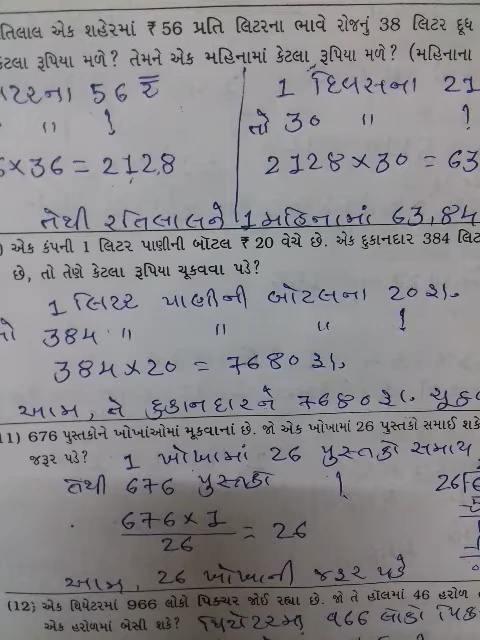 તિલાલ એક શહેરમાં ₹ 56 પ્રતિ લિટરના ભાવે રોજનું 38 લિટર દૂધ
કેટલા રૂપિયા મળે? તેમને એક મહિનામાં કેટલા રૂપિયા મળે? (મહિનાના
ટરના 56 રૂ
1 દિવસના 21
" !
તો 30 " !
×36 = 2128
2128×30 = 63
તેથી રતિલાલને 1 મહિનામાં 63,84
) એક કંપની 1 લિટર પાણીની બૉટલ ₹ 20 વેચે છે. એક દુકાનદાર 384 લિટ
છે, તો તેણે કેટલા રૂપિયા ચૂકવવા પડે?
1 લિટર પાણીની બોટલના 20 રૂા.
તો 384 " " " !
384×20 = 7680 રૂા.
આમ, તે દુકાનદારને 7680 રૂા. ચૂક
11) 676 પુસ્તકોને ખોખાંઓમાં મૂકવાનાં છે. જો એક ખોખામાં 26 પુસ્તકો સમાઈ શકે
જરૂર પડે?
1 ખોખામાં 26 પુસ્તકો સમાય
તેથી 676 પુસ્તકો !
26
676×1
26
= 26
આમ, 26 ખોખાની જરૂર પડે
(12) એક થિયેટરમાં 966 લોકો પિક્ચર જોઈ રહ્યા છે. જો તે હૉલમાં 46 હરોળ
એક હરોળમાં બેસી શકે?
થિયેટરમાં 966 લોકો પિક